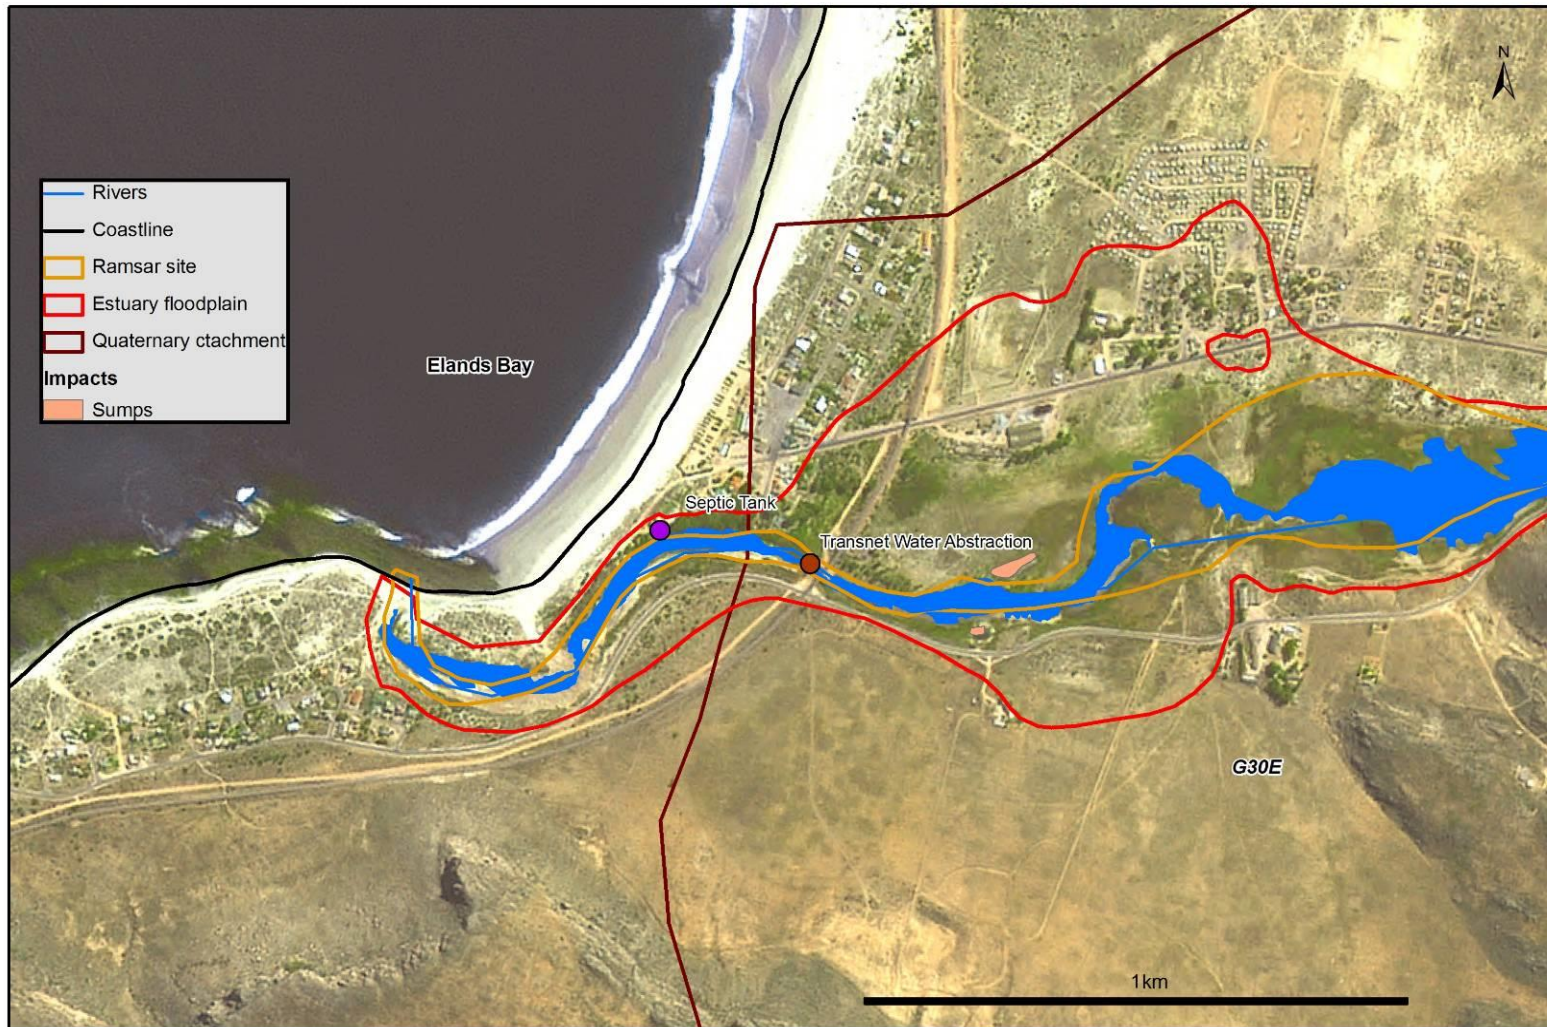 N
Rivers
Coastline
Ramsar site
Estuary floodplain
Quaternary ctachment
Impacts
Sumps
Elands Bay
Septic Tank
Transnet Water Abstraction
G30E
1km